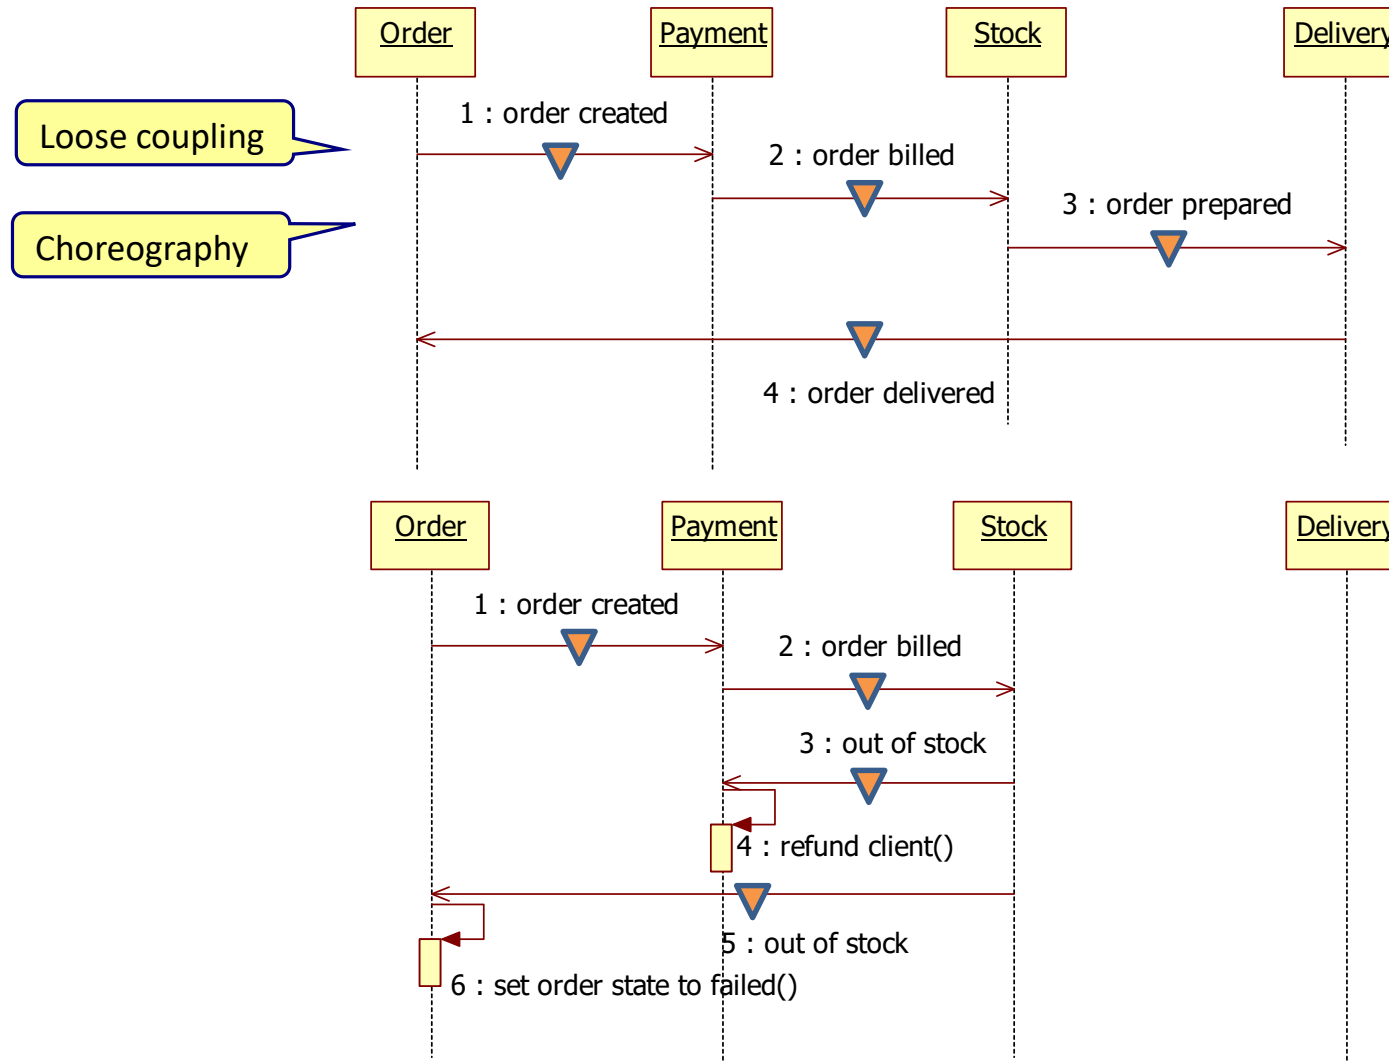 Order
Payment
Stock
Delivery
Loose coupling
1 : order created
2 : order billed
3 : order prepared
Choreography
4 : order delivered
Order
Payment
Stock
Delivery
1 : order created
2 : order billed
3 : out of stock
4 : refund client()
5 : out of stock
6 : set order state to failed()